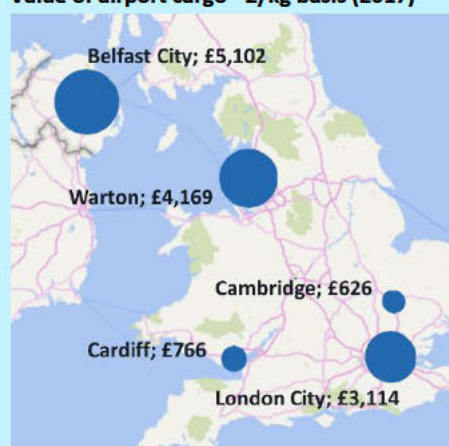 Value of airport cargo - £/kg basis (2017)
Belfast City; £5,102
Warton; £4,169
Cambridge; £626
Cardiff; £766
London City; £3,114